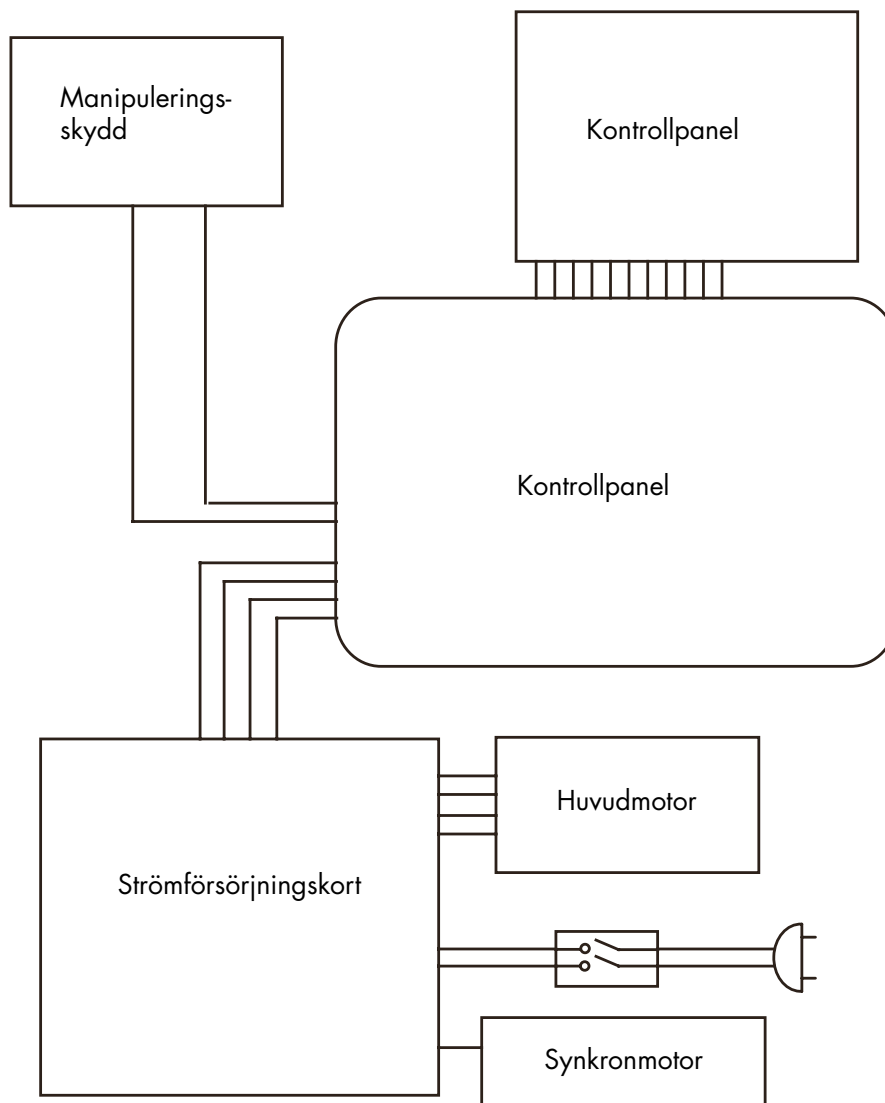 Manipulerings-
skydd
Kontrollpanel
Kontrollpanel
Huvudmotor
Strömförsörjningskort
Synkronmotor